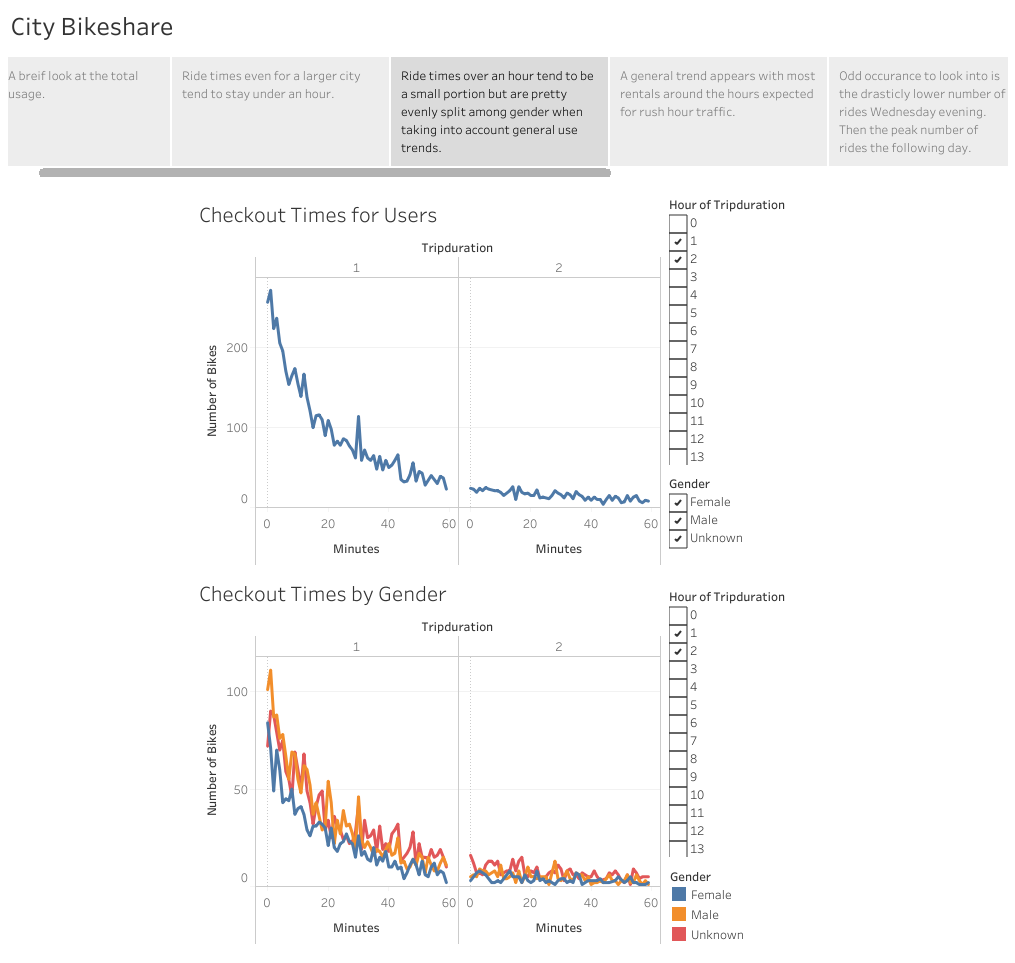 City Bikeshare
A breif look at the total
usage.
Ride times even for a larger city
tend to stay under an hour.
Ride times over an hour tend to be
a small portion but are pretty
evenly split among gender when
taking into account general use
trends.
A general trend appears with most
rentals around the hours expected
for rush hour traffic.
Odd occurance to look into is
the drasticly lower number of
rides Wednesday evening.
Then the peak number of
rides the following day.
Checkout Times for Users
Tripduration
1
2
Number of Bikes
200
100
0
0
20
40
60
0
20
40
60
Minutes
Minutes
Hour of Tripduration
0
1
2
3
4
5
6
7
8
9
10
11
12
13
Gender
Female
Male
Unknown
Checkout Times by Gender
Tripduration
1
2
Number of Bikes
100
50
0
0
20
40
60
0
20
40
60
Minutes
Minutes
Hour of Tripduration
0
1
2
3
4
5
6
7
8
9
10
11
12
13
Gender
Female
Male
Unknown